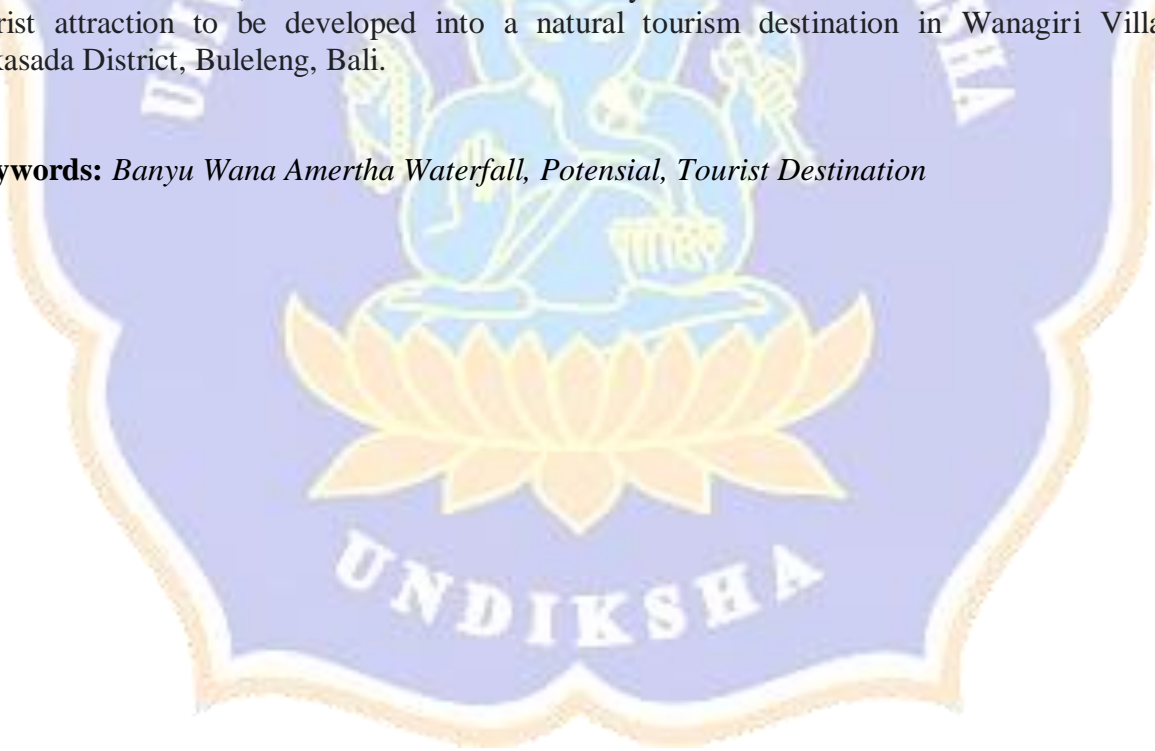 rist attraction to be developed into a natural tourism destination in Wanagiri Villa
kasada District, Buleleng, Bali.
ywords: Banyu Wana Amertha Waterfall, Potensial, Tourist Destination
UNDIKSHA